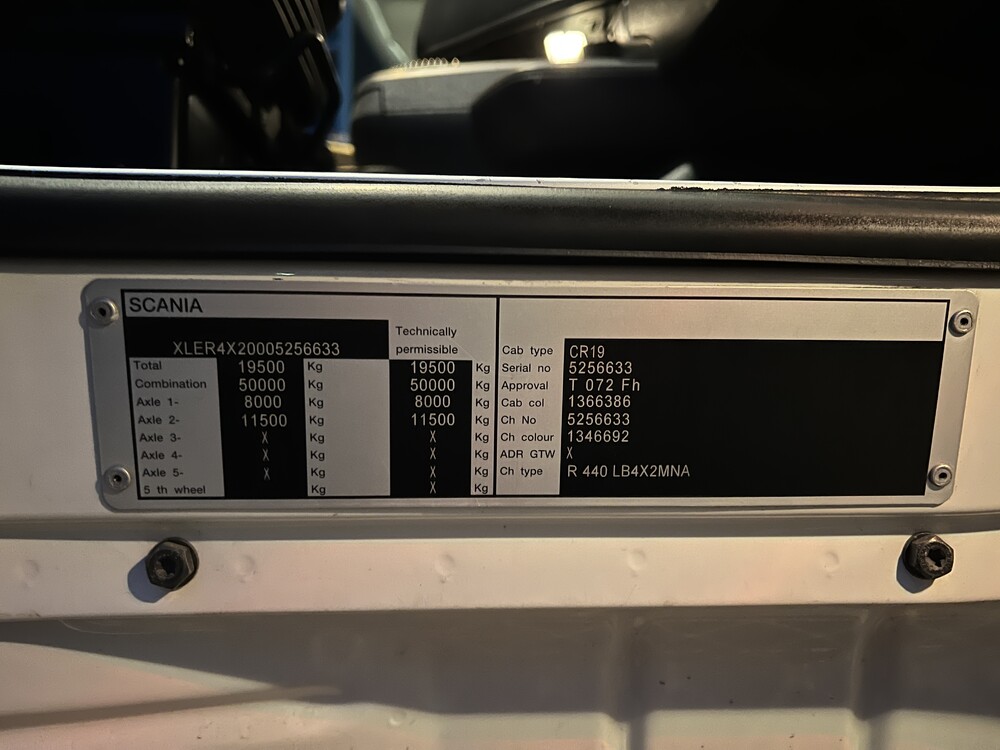 SCANIA
XLER4X20005256633
Technically
permissible
Total 19500 Kg 19500 Kg
Combination 50000 Kg 50000 Kg
Axle 1- 8000 Kg 8000 Kg
Axle 2- 11500 Kg 11500 Kg
Axle 3- X Kg X Kg
Axle 4- X Kg X Kg
Axle 5- X Kg X Kg
5 th wheel Kg X Kg
Cab type CR19
Serial no 5256633
Approval T 072 Fh
Cab col 1366386
Ch No 5256633
Ch colour 1346692
ADR GTW X
Ch type R 440 LB4X2MNA